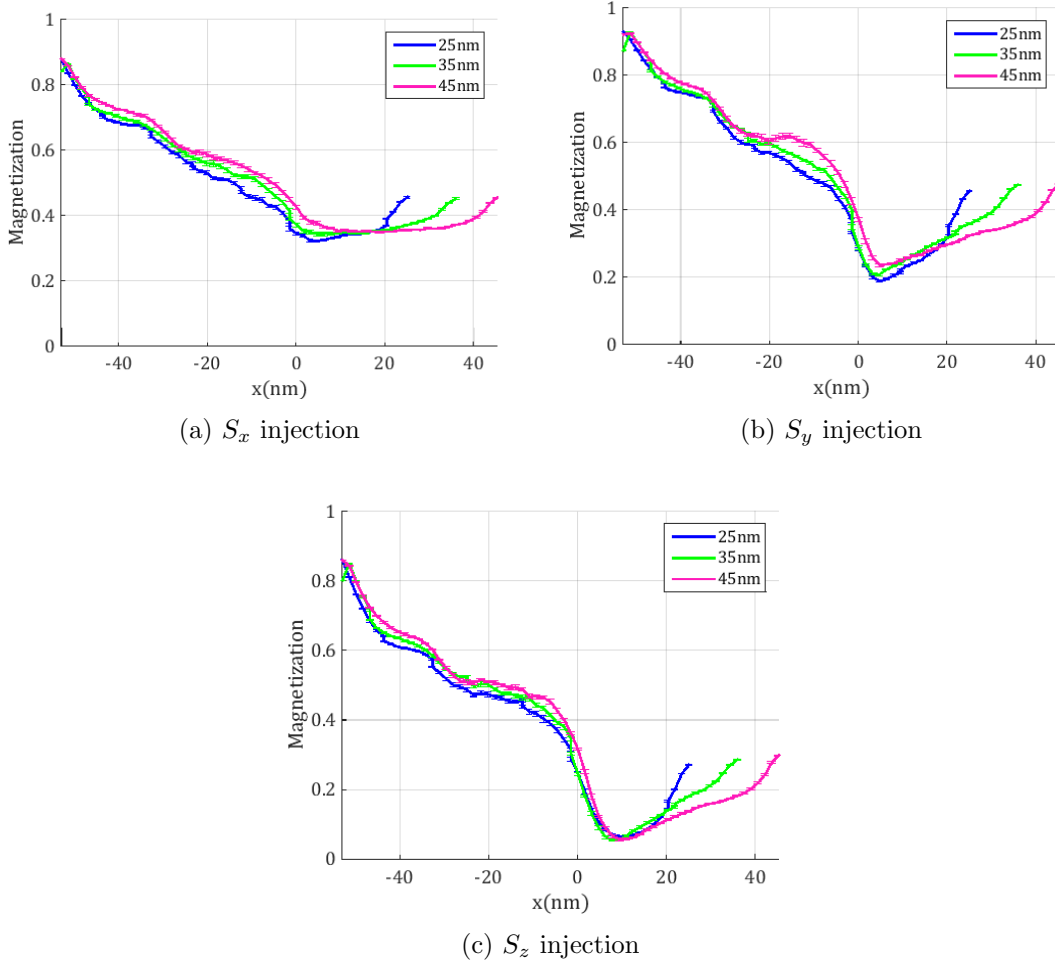 1
0.8
0.6
0.4
0.2
0
Magnetization
-40 -20 0 20 40
x(nm)
25nm
35nm
45nm
(a) Sx injection
1
0.8
0.6
0.4
0.2
0
Magnetization
-40 -20 0 20 40
x(nm)
25nm
35nm
45nm
(b) Sy injection
1
0.8
0.6
0.4
0.2
0
Magnetization
-40 -20 0 20 40
x(nm)
25nm
35nm
45nm
(c) Sz injection